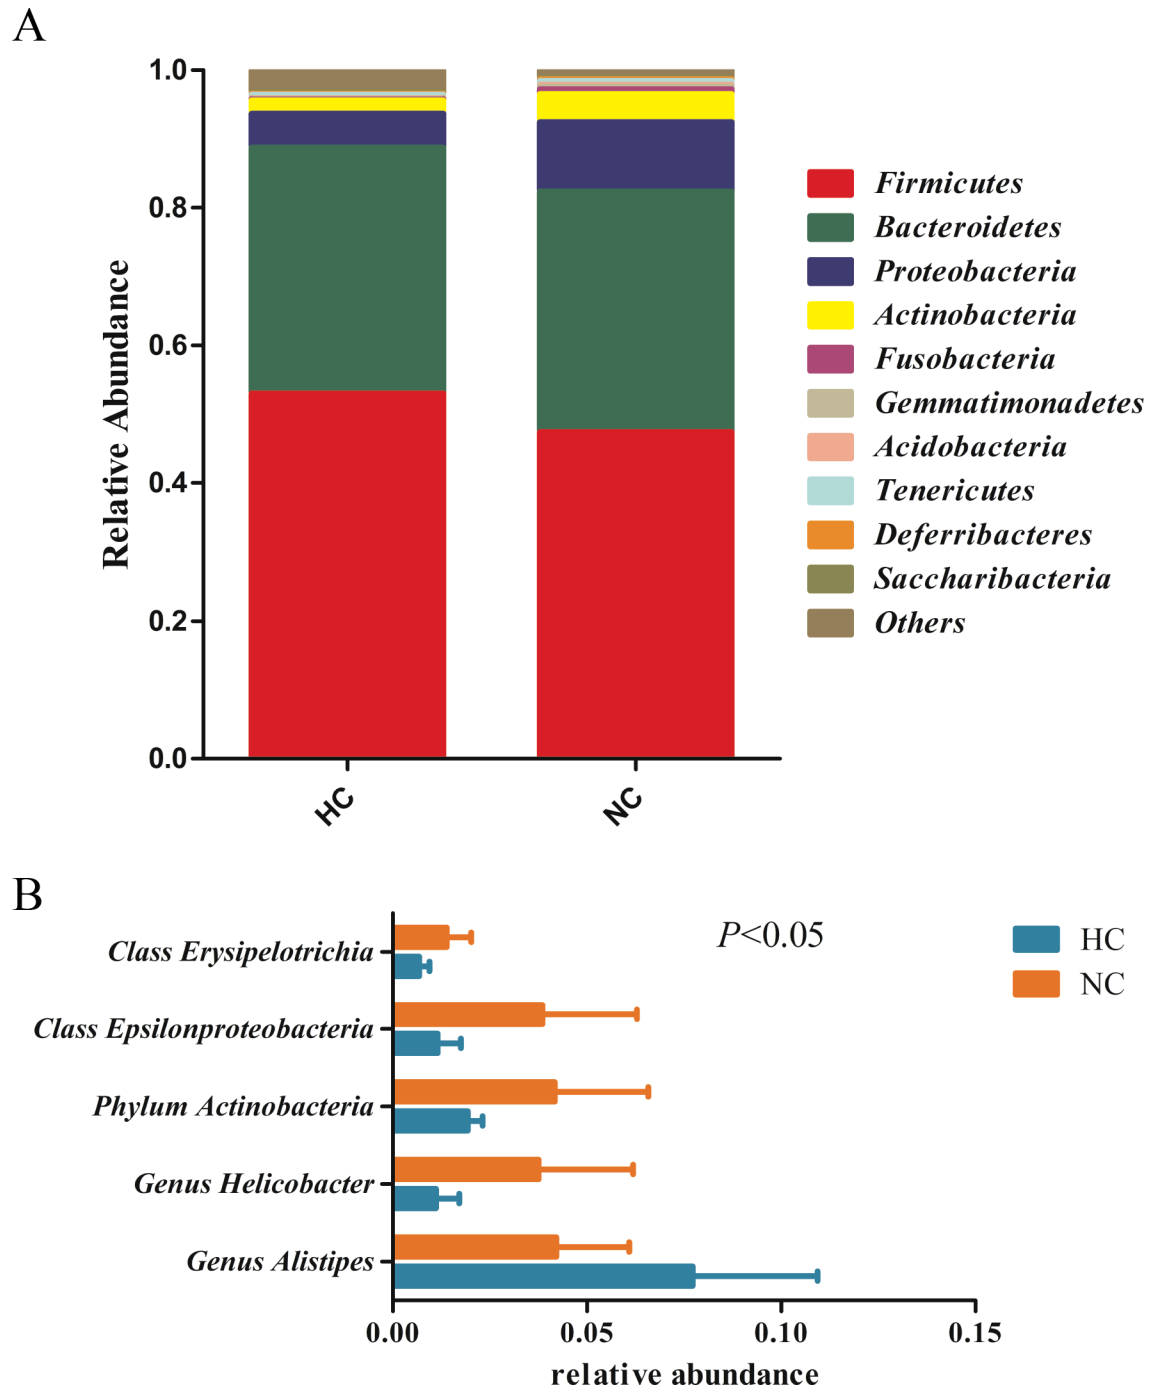 A
1.0
0.8
0.6
0.4
0.2
0.0
Relative Abundance
HC
NC
Firmicutes
Bacteroidetes
Proteobacteria
Actinobacteria
Fusobacteria
Gemmatimonadetes
Acidobacteria
Tenericutes
Deferribacteres
Saccharibacteria
Others
B
P<0.05
HC
NC
Class Erysipelotrichia
Class Epsilonproteobacteria
Phylum Actinobacteria
Genus Helicobacter
Genus Alistipes
0.00 0.05 0.10 0.15
relative abundance